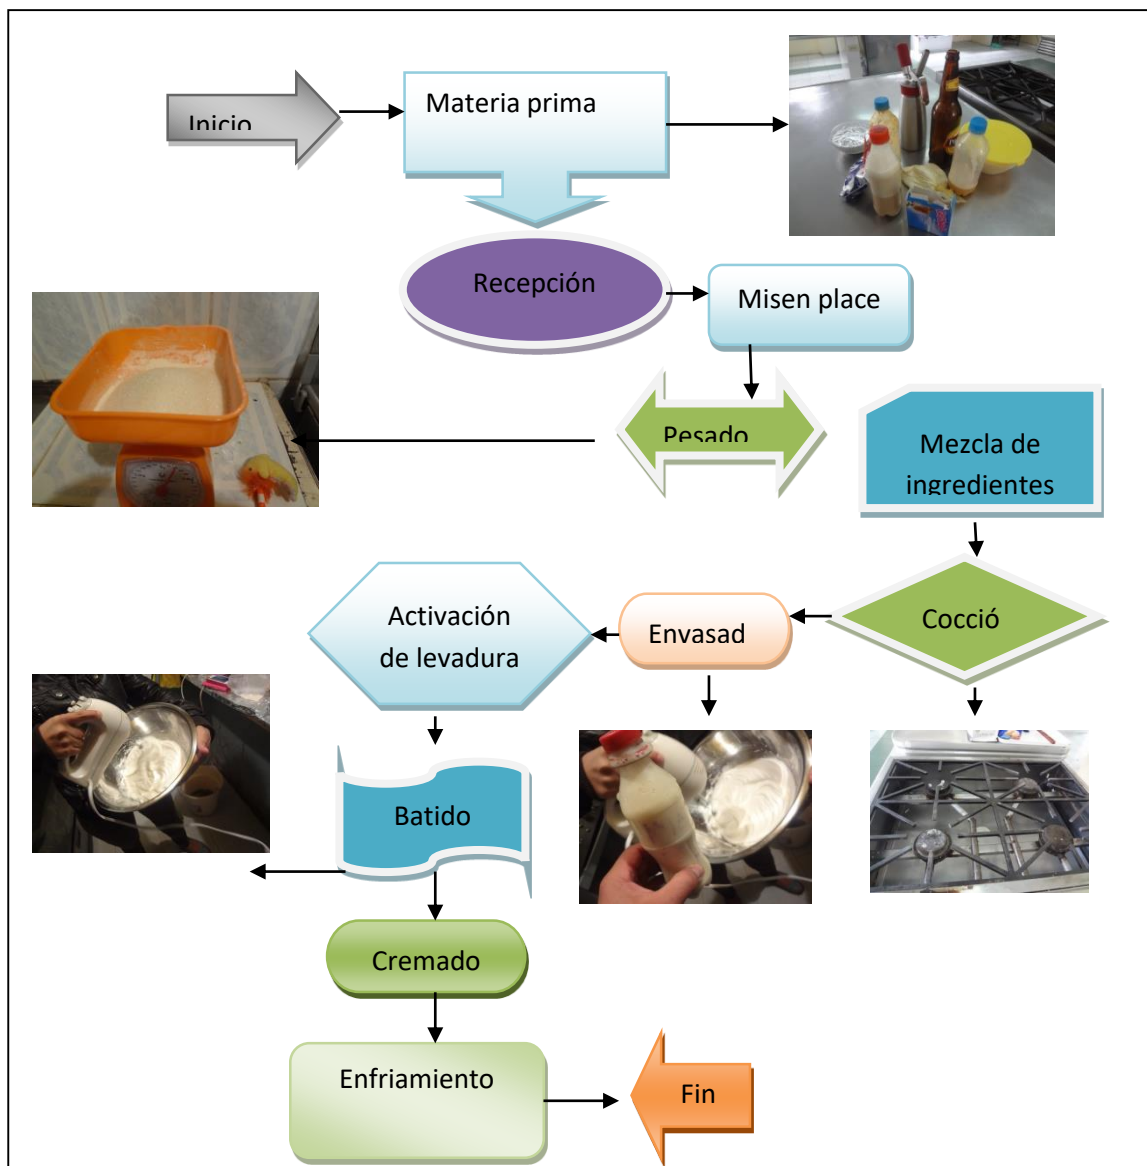 Inicio
Materia prima
Recepción
Misen place
Pesado
Mezcla de
ingredientes
Cocció
Envasad
Activación
de levadura
Batido
Cremado
Enfriamiento
Fin